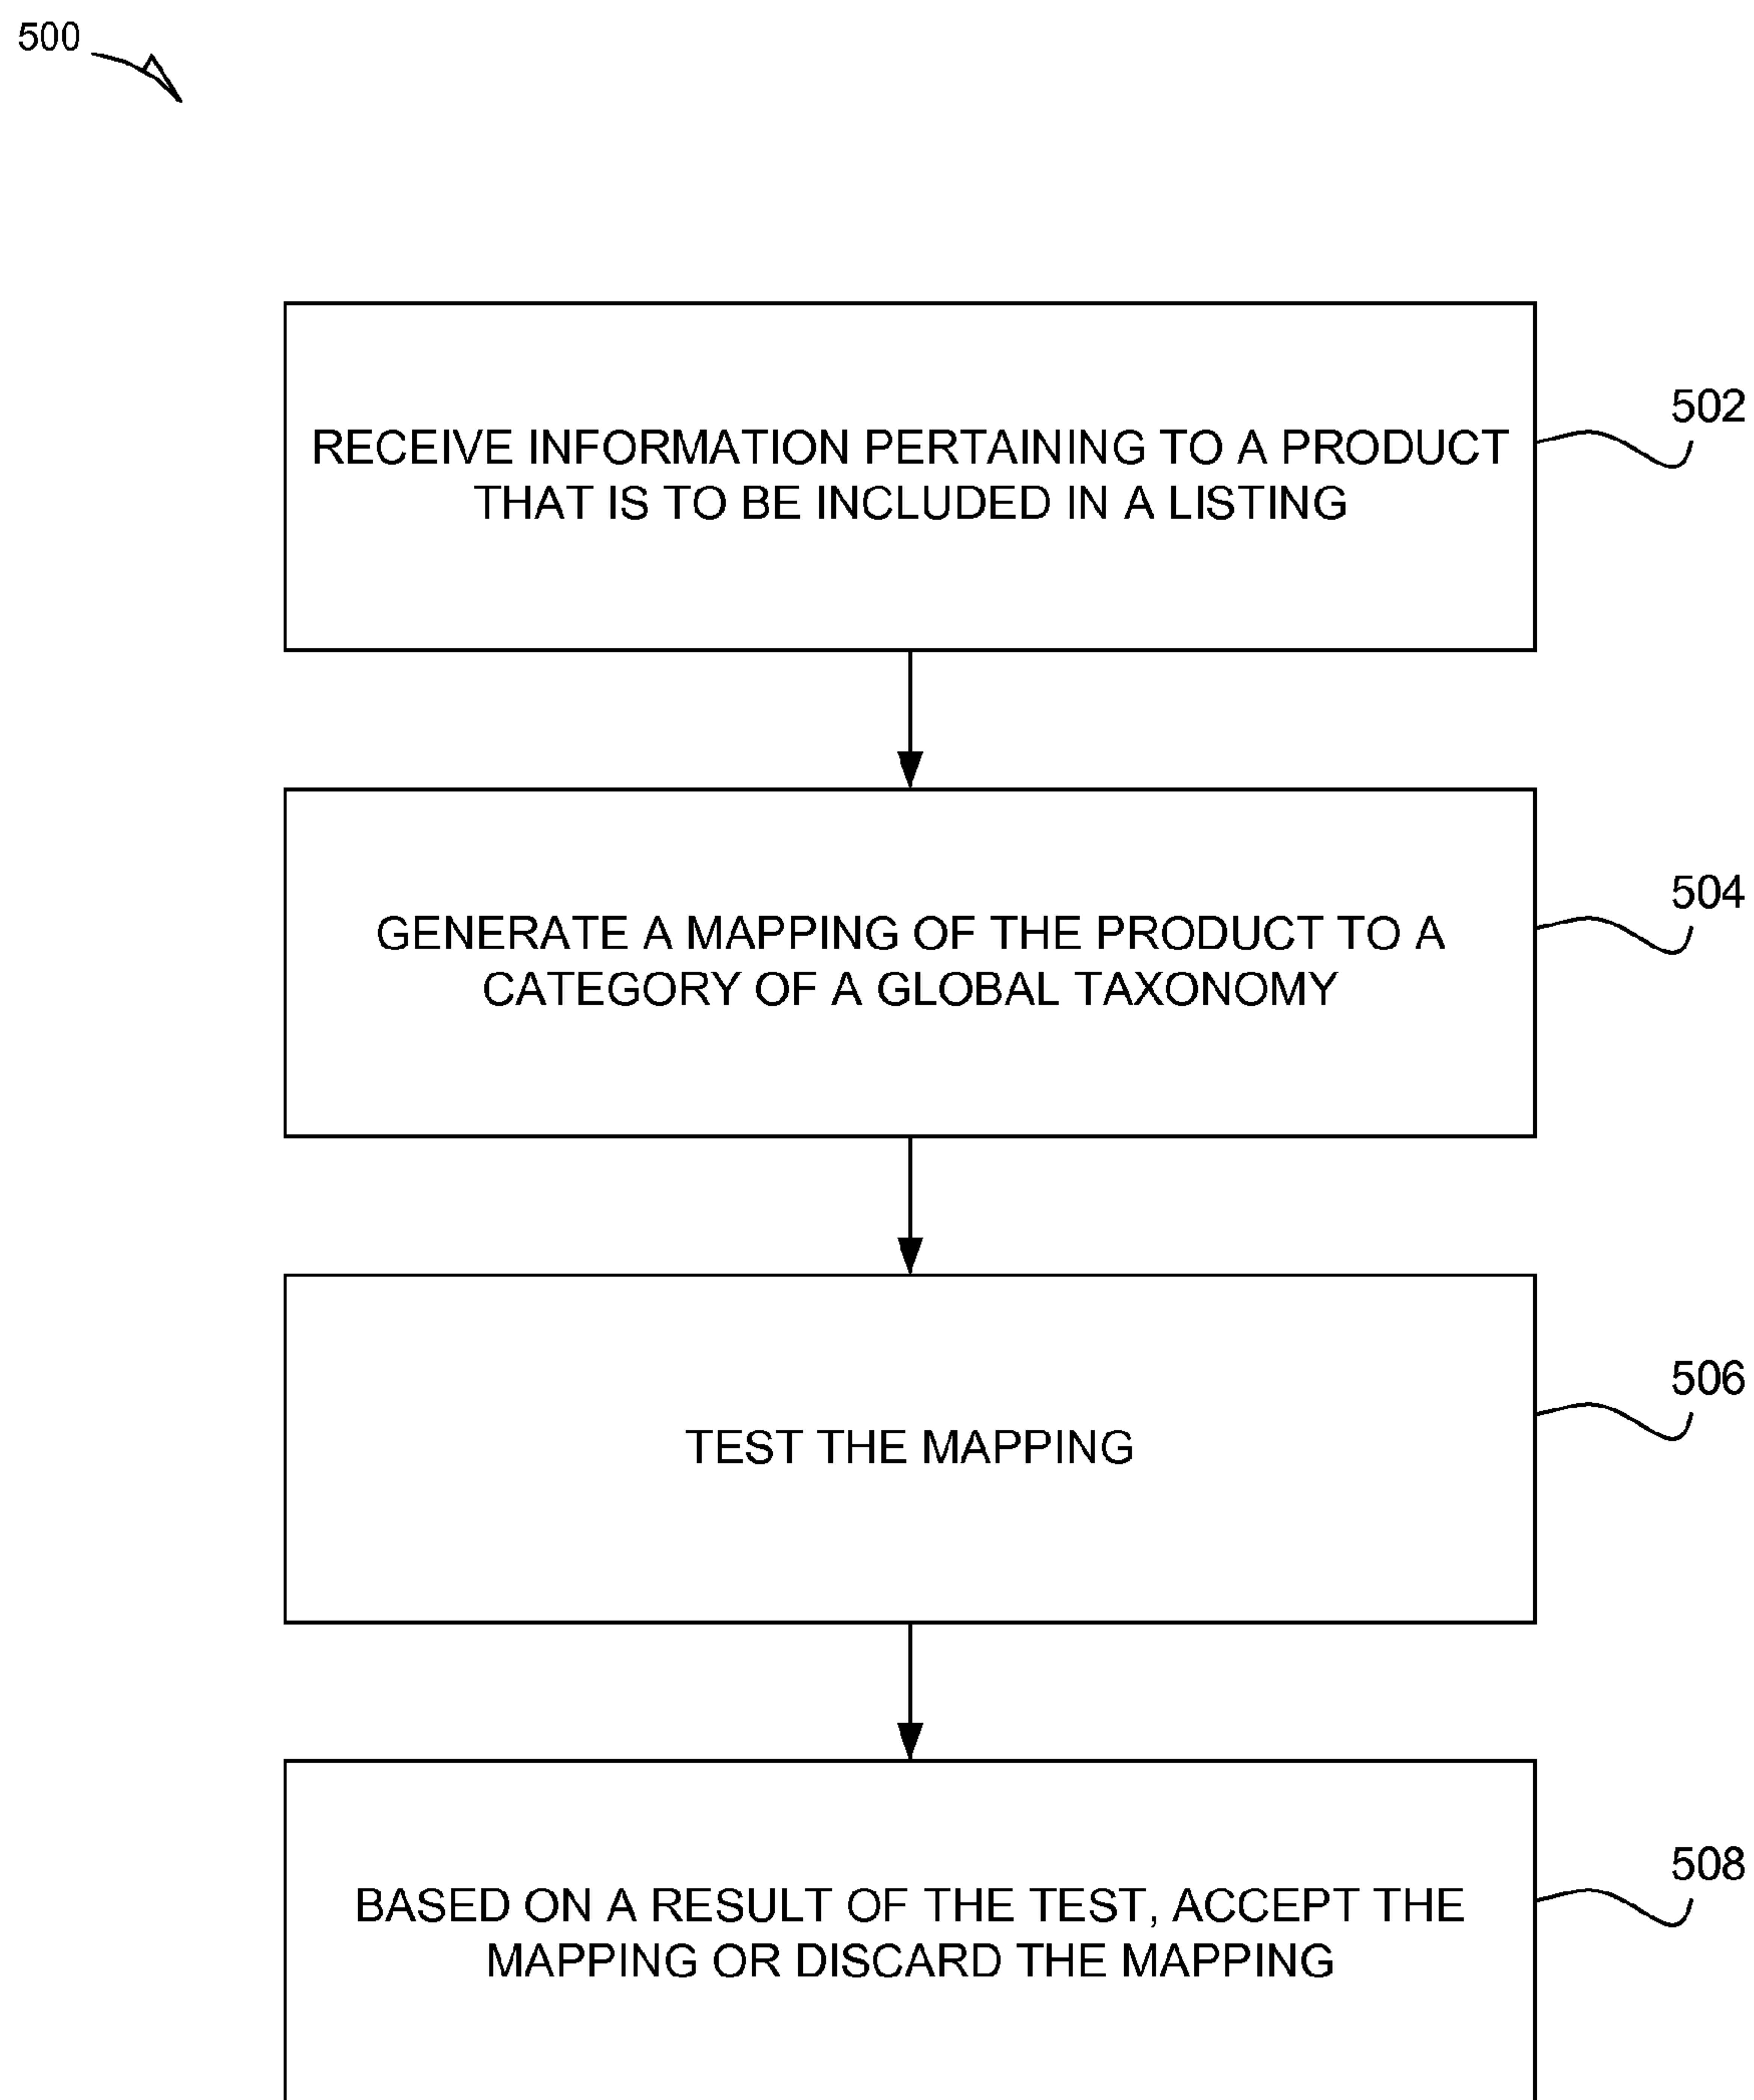 500
RECEIVE INFORMATION PERTAINING TO A PRODUCT
THAT IS TO BE INCLUDED IN A LISTING
502
GENERATE A MAPPING OF THE PRODUCT TO A
CATEGORY OF A GLOBAL TAXONOMY
504
TEST THE MAPPING
506
BASED ON A RESULT OF THE TEST, ACCEPT THE
MAPPING OR DISCARD THE MAPPING
508